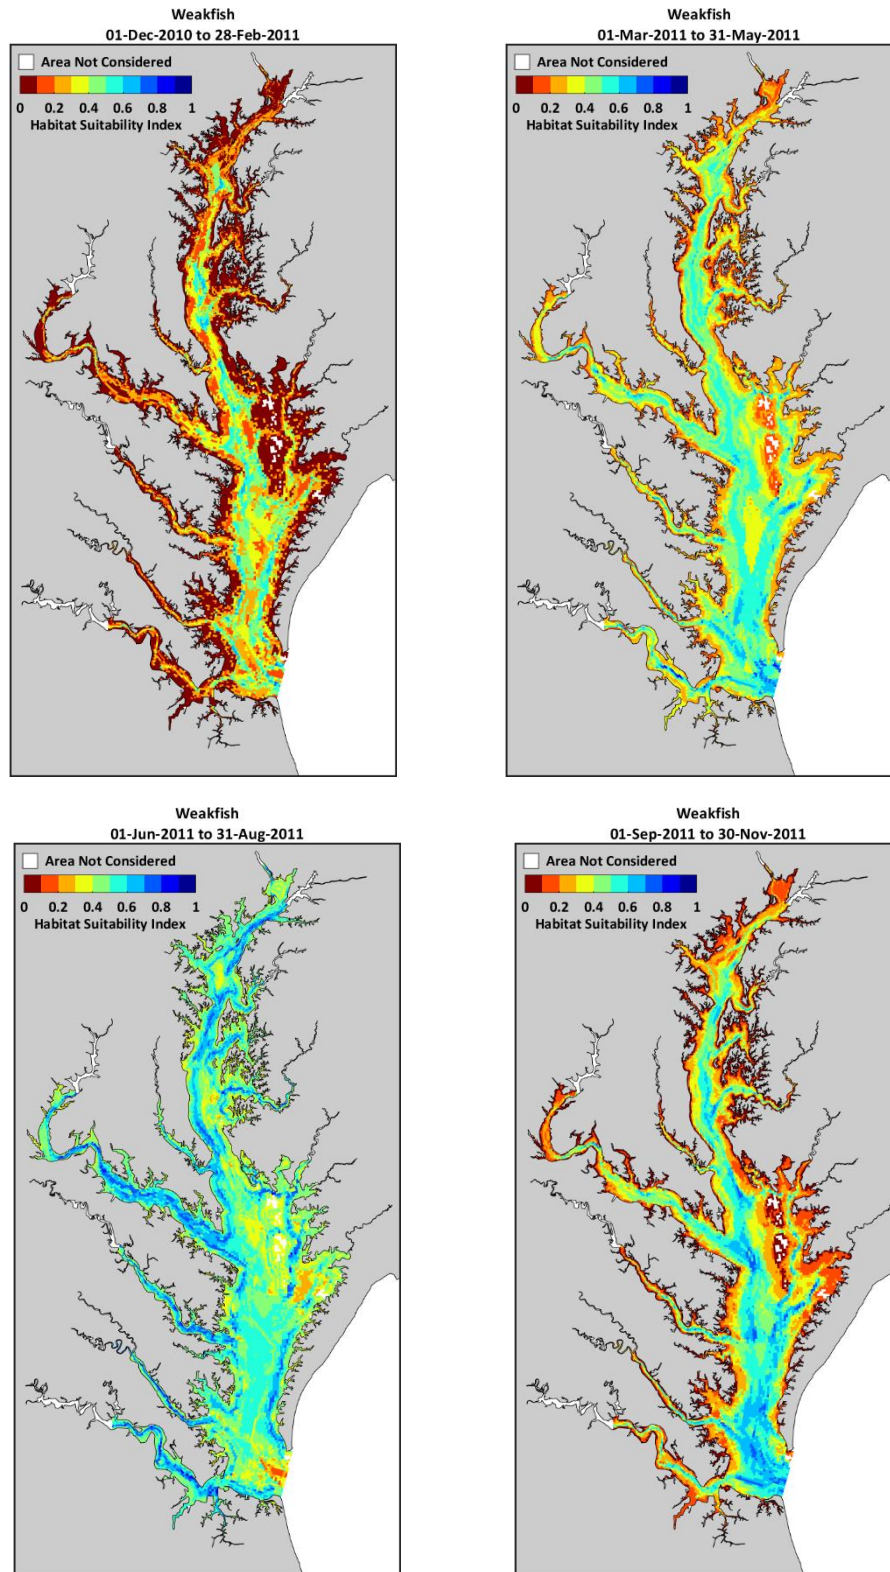 Weakfish
01-Dec-2010 to 28-Feb-2011
Area Not Considered
0 0.2 0.4 0.6 0.8 1
Habitat Suitability Index
Weakfish
01-Mar-2011 to 31-May-2011
Area Not Considered
0 0.2 0.4 0.6 0.8 1
Habitat Suitability Index
Weakfish
01-Jun-2011 to 31-Aug-2011
Area Not Considered
0 0.2 0.4 0.6 0.8 1
Habitat Suitability Index
Weakfish
01-Sep-2011 to 30-Nov-2011
Area Not Considered
0 0.2 0.4 0.6 0.8 1
Habitat Suitability Index